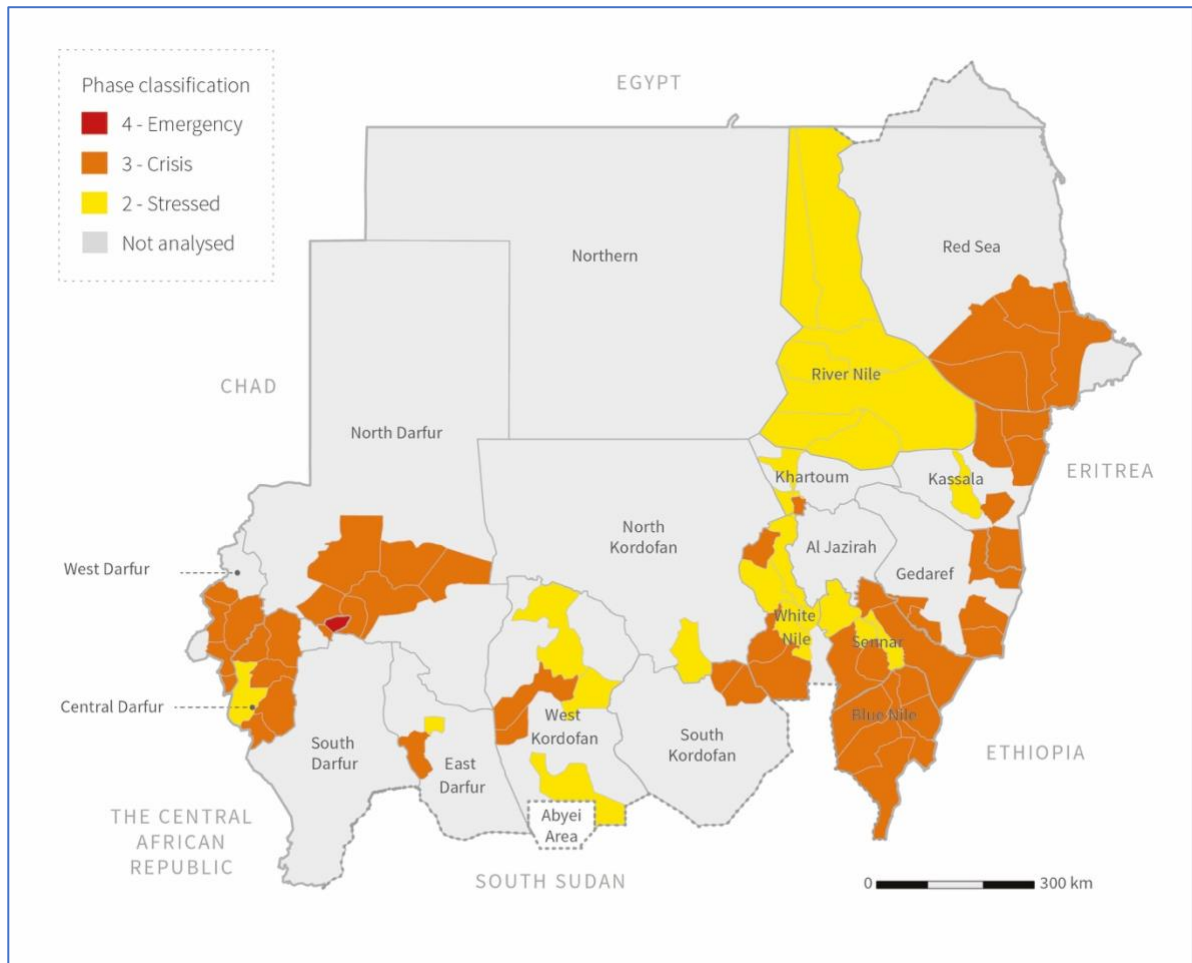 Phase classification
4 - Emergency
3 - Crisis
2 - Stressed
Not analysed
EGYPT
Northern
Red Sea
CHAD
River Nile
North Darfur
Khartoum
Kassala
ERITREA
North
Kordofan
Al Jazirah
Gedaref
West Darfur
White
Nile
Sennar
Central Darfur
West
Kordofan
Blue Nile
South
Darfur
East
Darfur
South
Kordofan
ETHIOPIA
THE CENTRAL
AFRICAN
REPUBLIC
Abyei
Area
SOUTH SUDAN
0 300 km